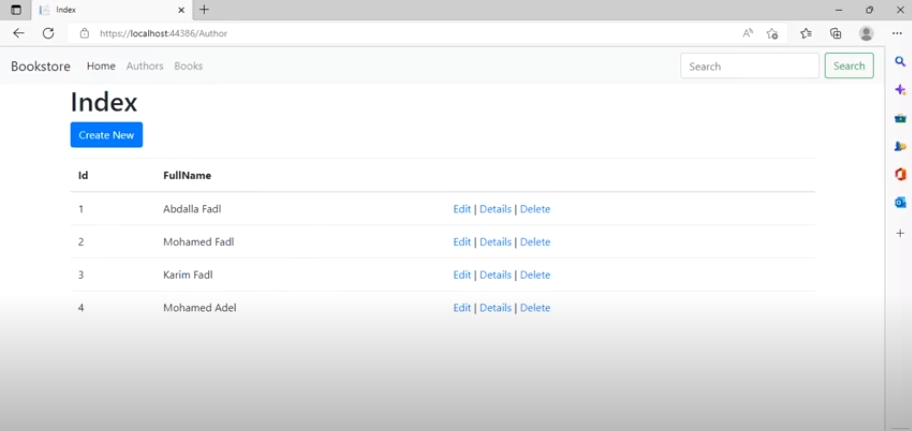 Index
https://localhost:44386/Author
Bookstore Home Authors Books Search Search
Index
Create New
Id FullName
1 Abdalla Fadl Edit | Details | Delete
2 Mohamed Fadl Edit | Details | Delete
3 Karim Fadl Edit | Details | Delete
4 Mohamed Adel Edit | Details | Delete